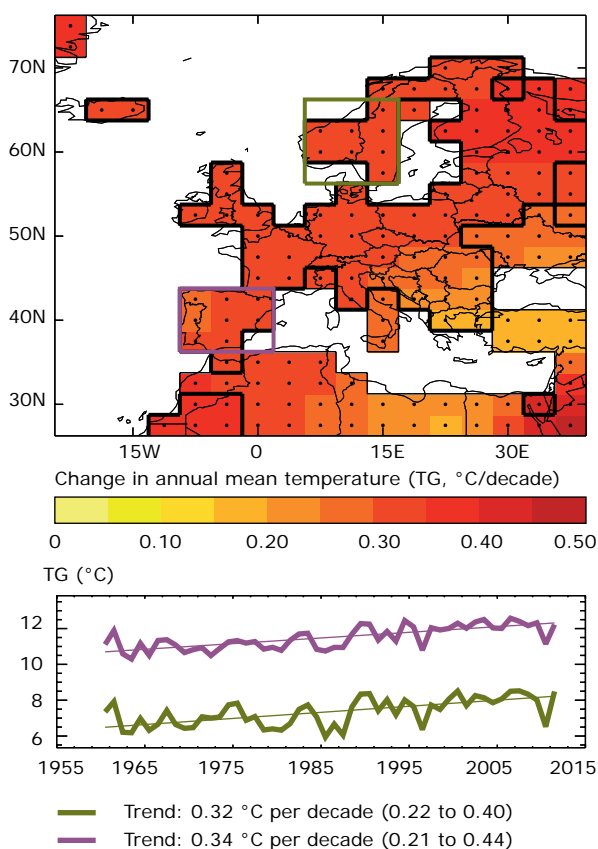 70N
60N
50N
40N
30N
15W 0 15E 30E
Change in annual mean temperature (TG, °C/decade)
0 0.10 0.20 0.30 0.40 0.50
TG (°C)
12
10
8
6
1955 1965 1975 1985 1995 2005 2015
Trend: 0.32 °C per decade (0.22 to 0.40)
Trend: 0.34 °C per decade (0.21 to 0.44)